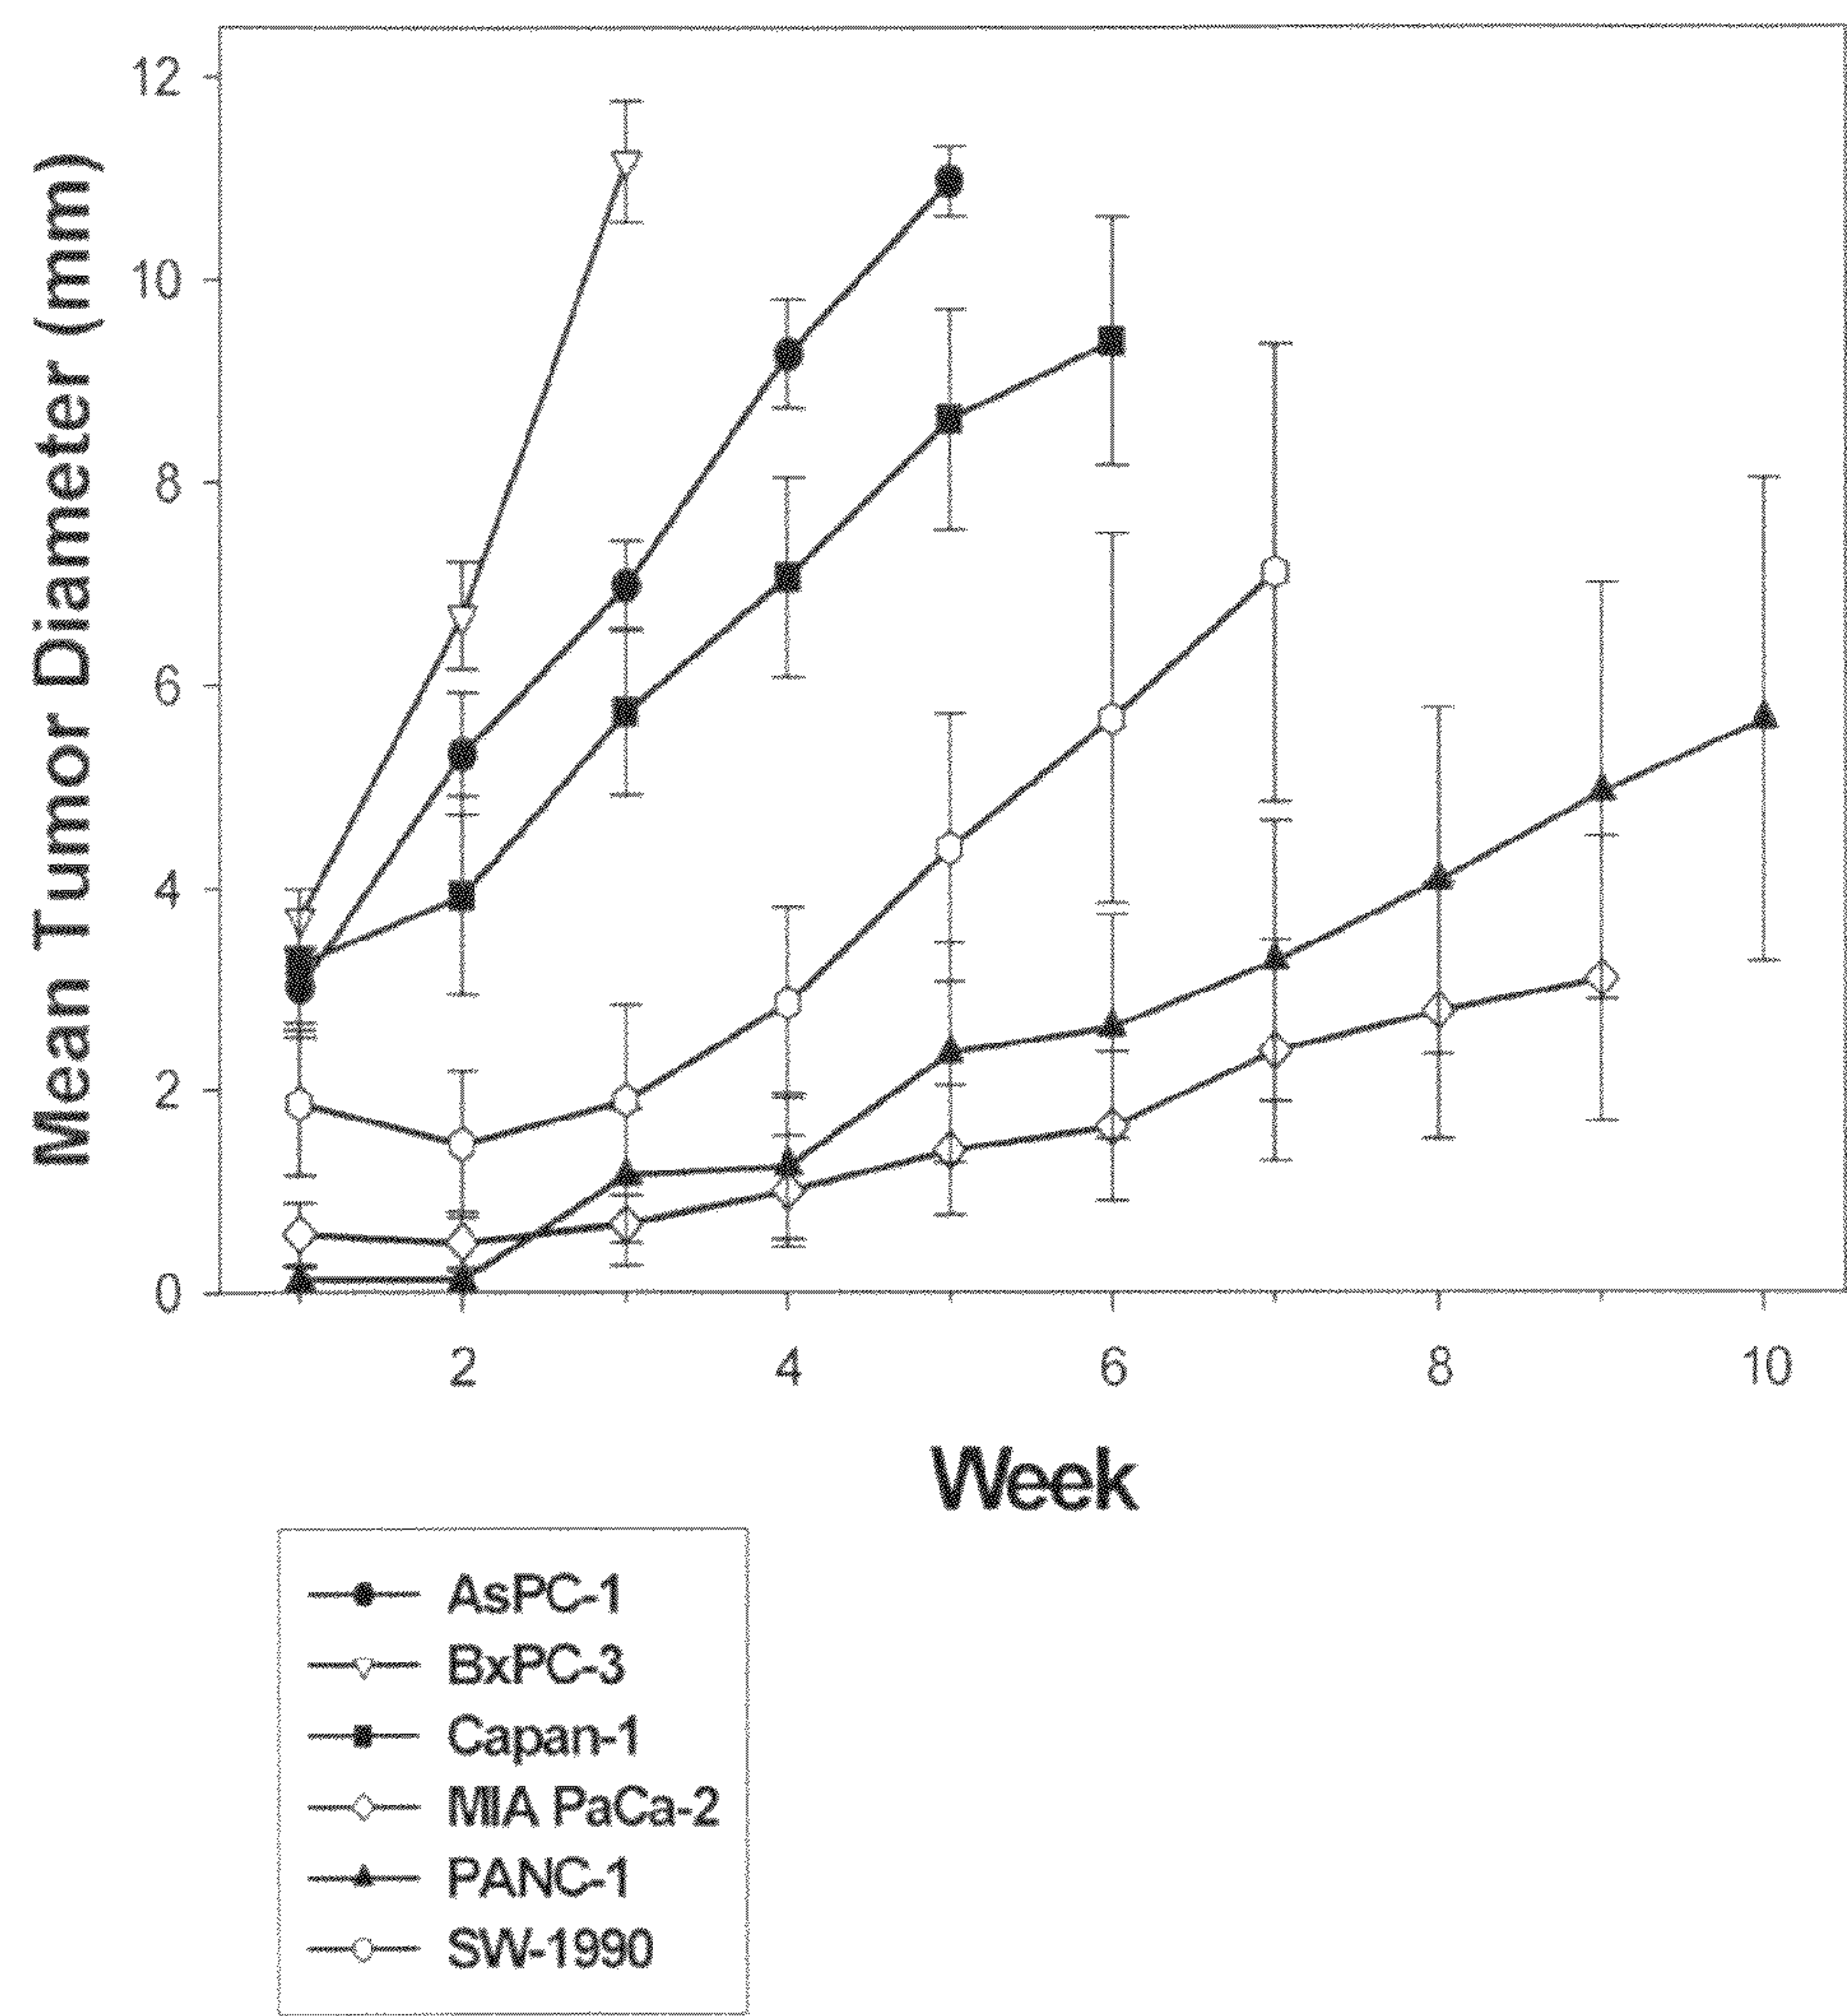 Mean Tumor Diameter (mm)
12
10
8
6
4
2
0
2 4 6 8 10
Week
AsPC-1
BxPC-3
Capan-1
MIA PaCa-2
PANC-1
SW-1990